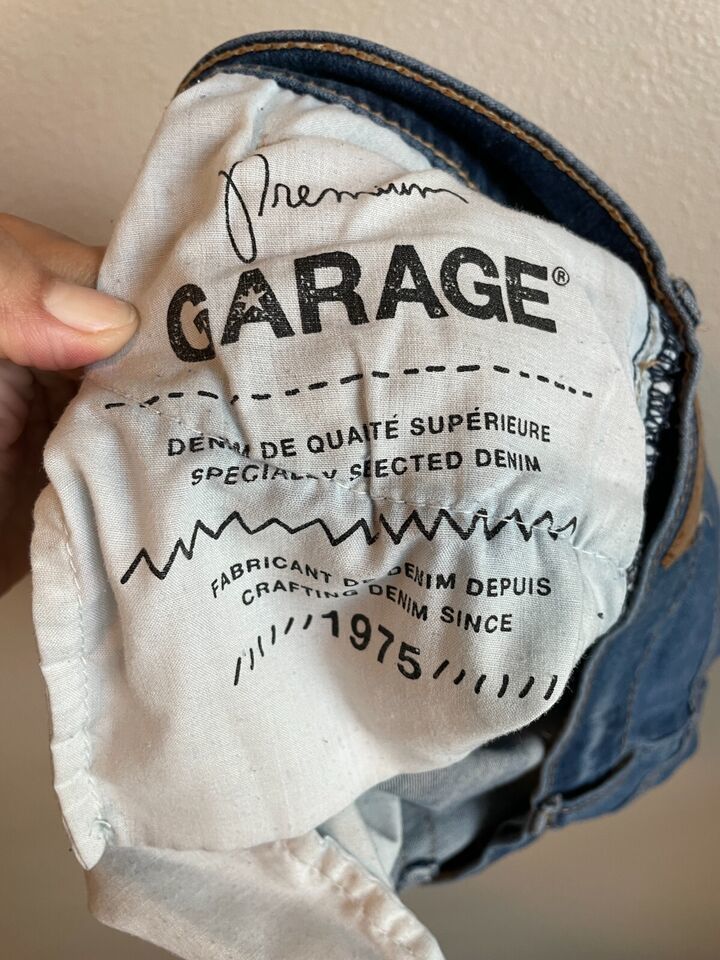 Premium
GARAGE®
DENIM DE QUALITÉ SUPÉRIEURE
SPECIALLY SELECTED DENIM
FABRICANT DE DENIM DEPUIS
CRAFTING DENIM SINCE
1975